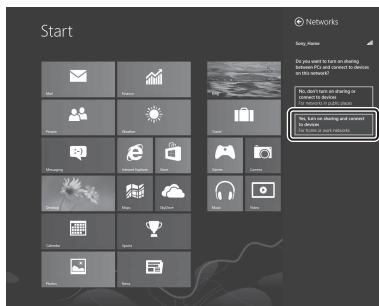 Start
Networks
Sony_Home
Do you want to turn on sharing
between PCs and connect to devices
on this network?
No, don't turn on sharing or
connect to devices
For networks in public places
Yes, turn on sharing and connect
to devices
For home or work networks
Mail
Finance
Bing
People
Weather
Travel
Messaging
Internet Explorer
Store
Games
Camera
Desktop
Maps
SkyDrive
Music
Video
Calendar
Sports
Photos
News